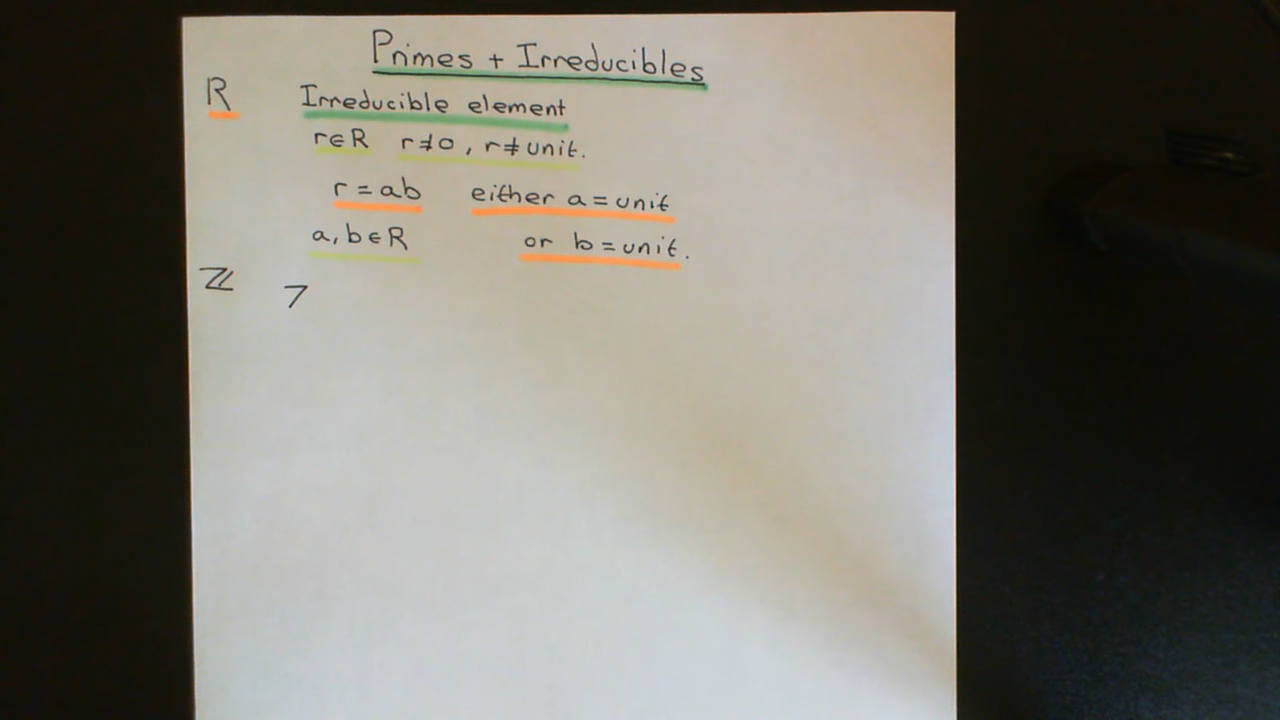 Primes + Irreducibles
R Irreducible element
r∈R r≠0, r≠unit.
r=ab either a=unit
a,b∈R or b=unit.
ℤ 7